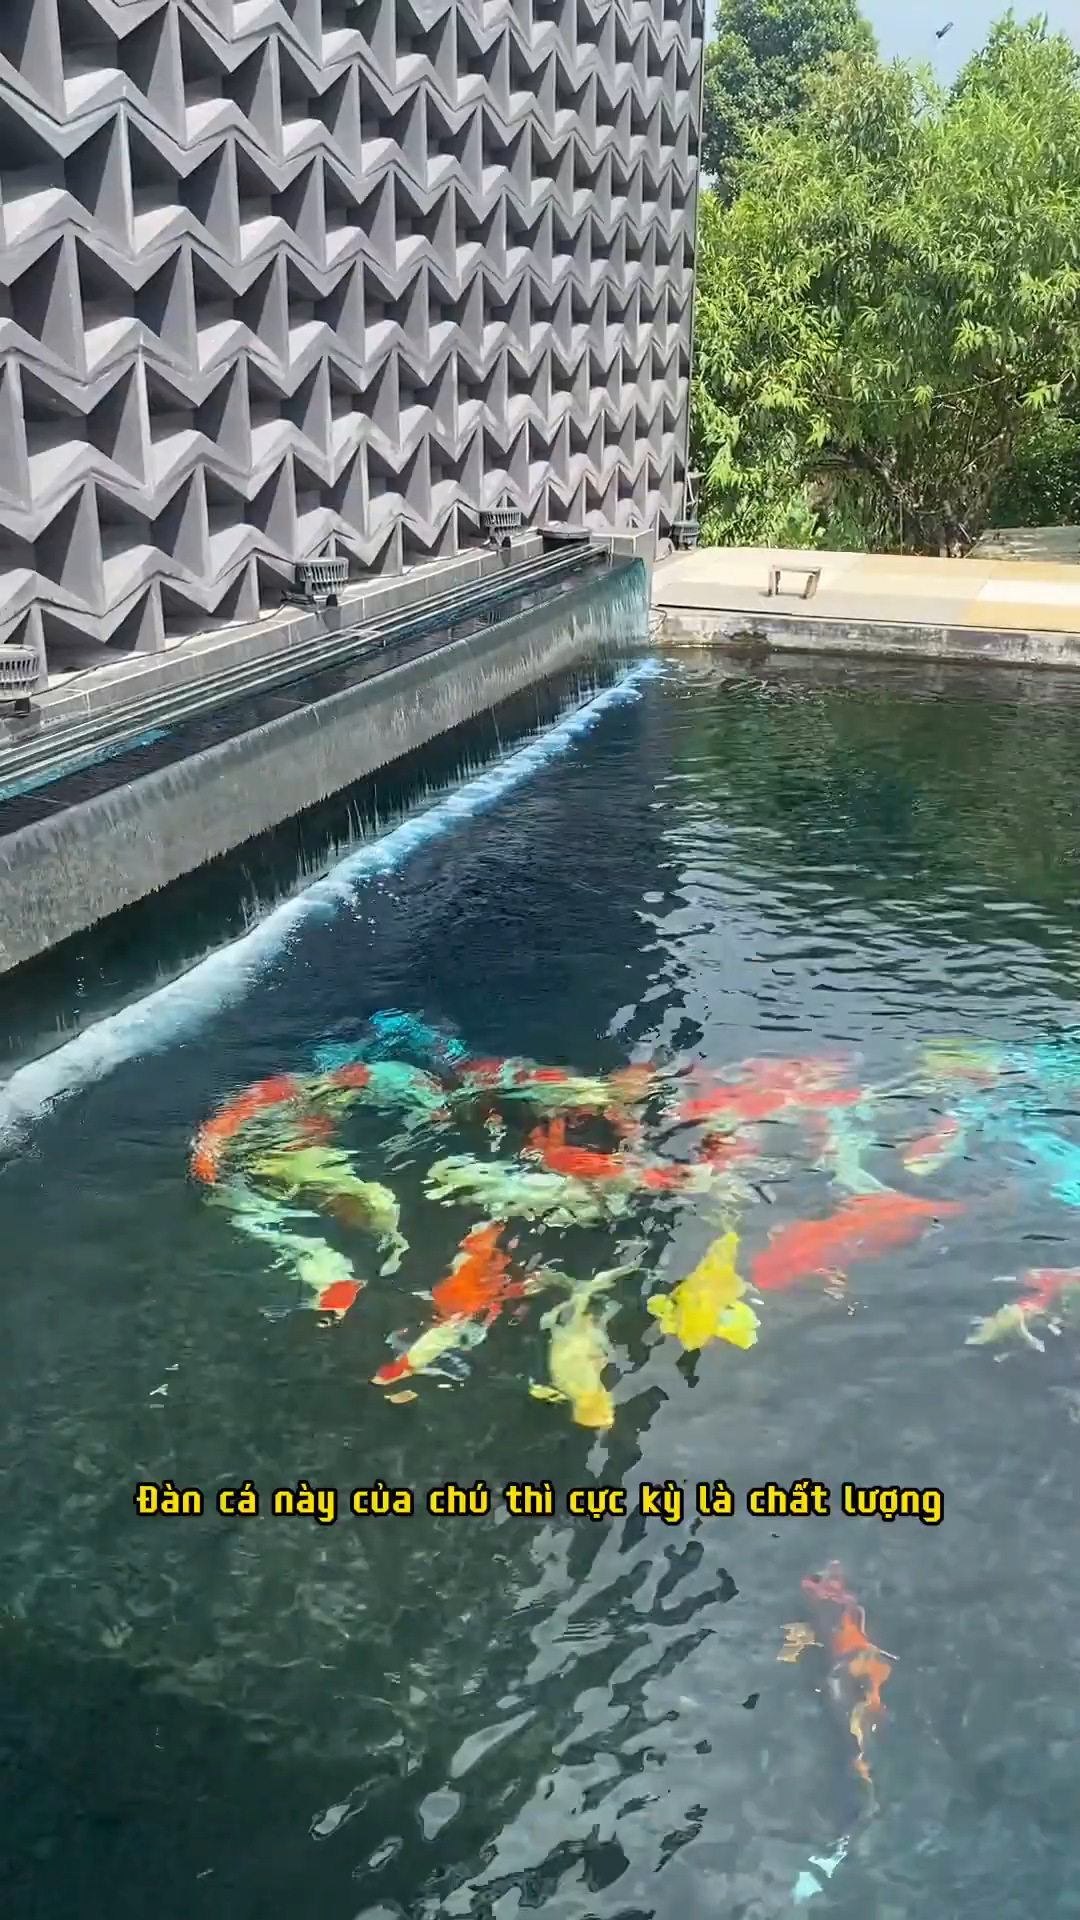 Đàn cá này của chú thì cực kỳ là chất lượng